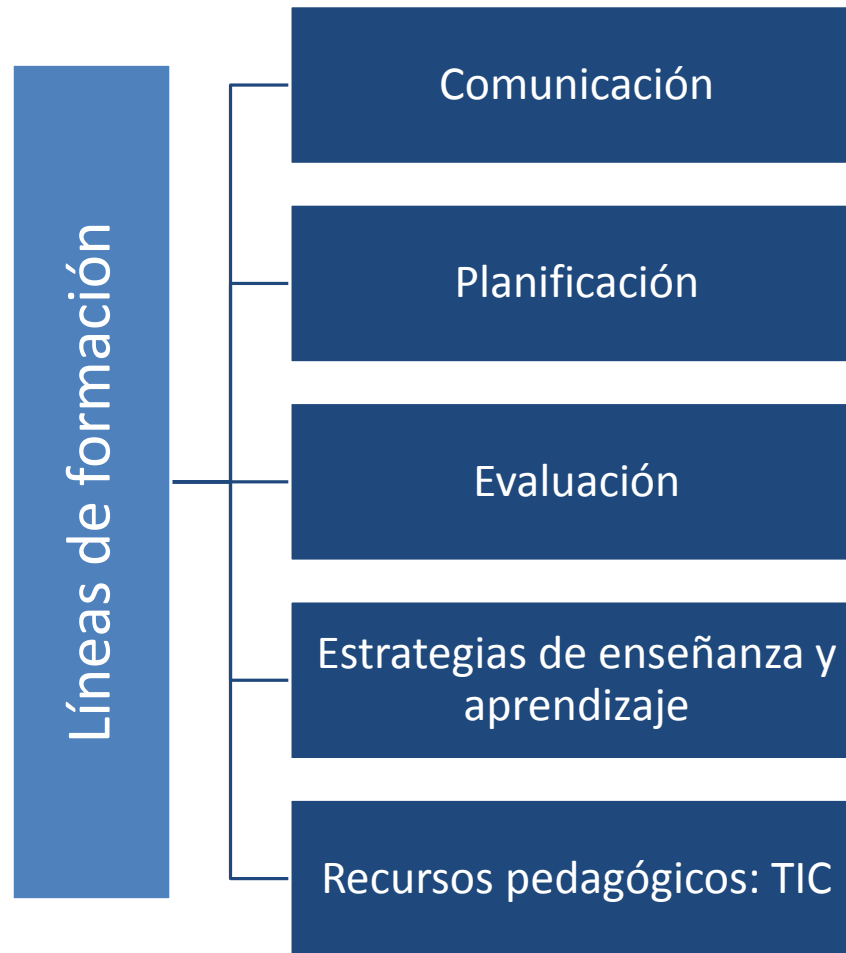 Líneas de formación
Comunicación
Planificación
Evaluación
Estrategias de enseñanza y
aprendizaje
Recursos pedagógicos: TIC